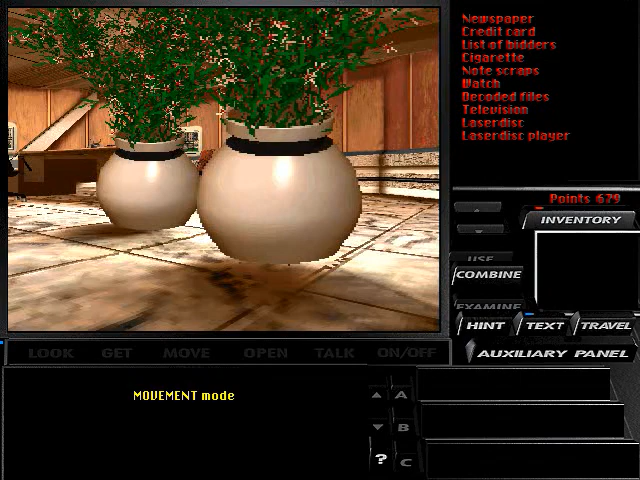 Newspaper
Credit card
List of bidders
Cigarette
Note scraps
Watch
Decoded files
Television
Laserdisc
Laserdisc player
Points 679
INVENTORY
USE
COMBINE
EXAMINE
HINT TEXT TRAVEL
LOOK GET MOVE OPEN TALK ON/OFF
AUXILIARY PANEL
MOVEMENT mode
A
B
? C